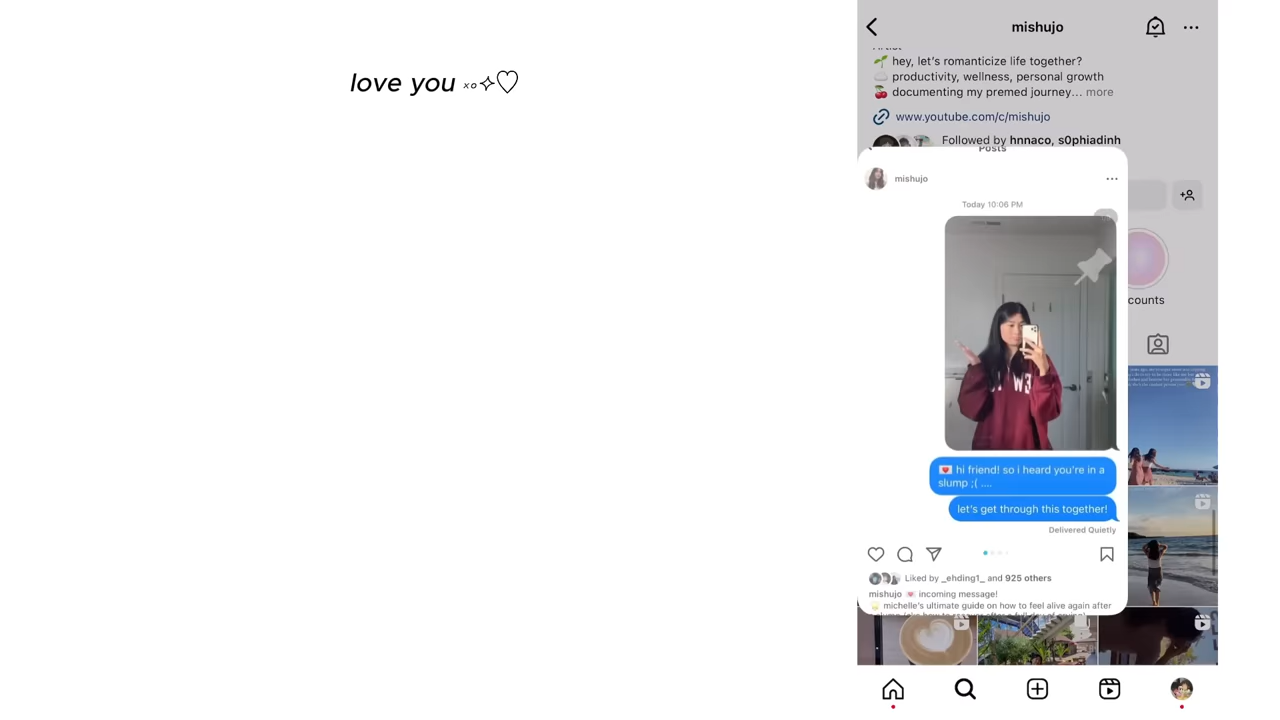 love you xo✧♡
mishujo
🌱 hey, let's romanticize life together?
☁️ productivity, wellness, personal growth
🍒 documenting my premed journey... more
www.youtube.com/c/mishujo
Followed by hnnaco, s0phiadinh
Posts
mishujo
Today 10:06 PM
💌 hi friend! so i heard you're in a
slump ;( ....
let's get through this together!
Delivered Quietly
counts
Liked by _ehding1_ and 925 others
mishujo 💌 incoming message!
michelle's ultimate guide on how to feel alive again after